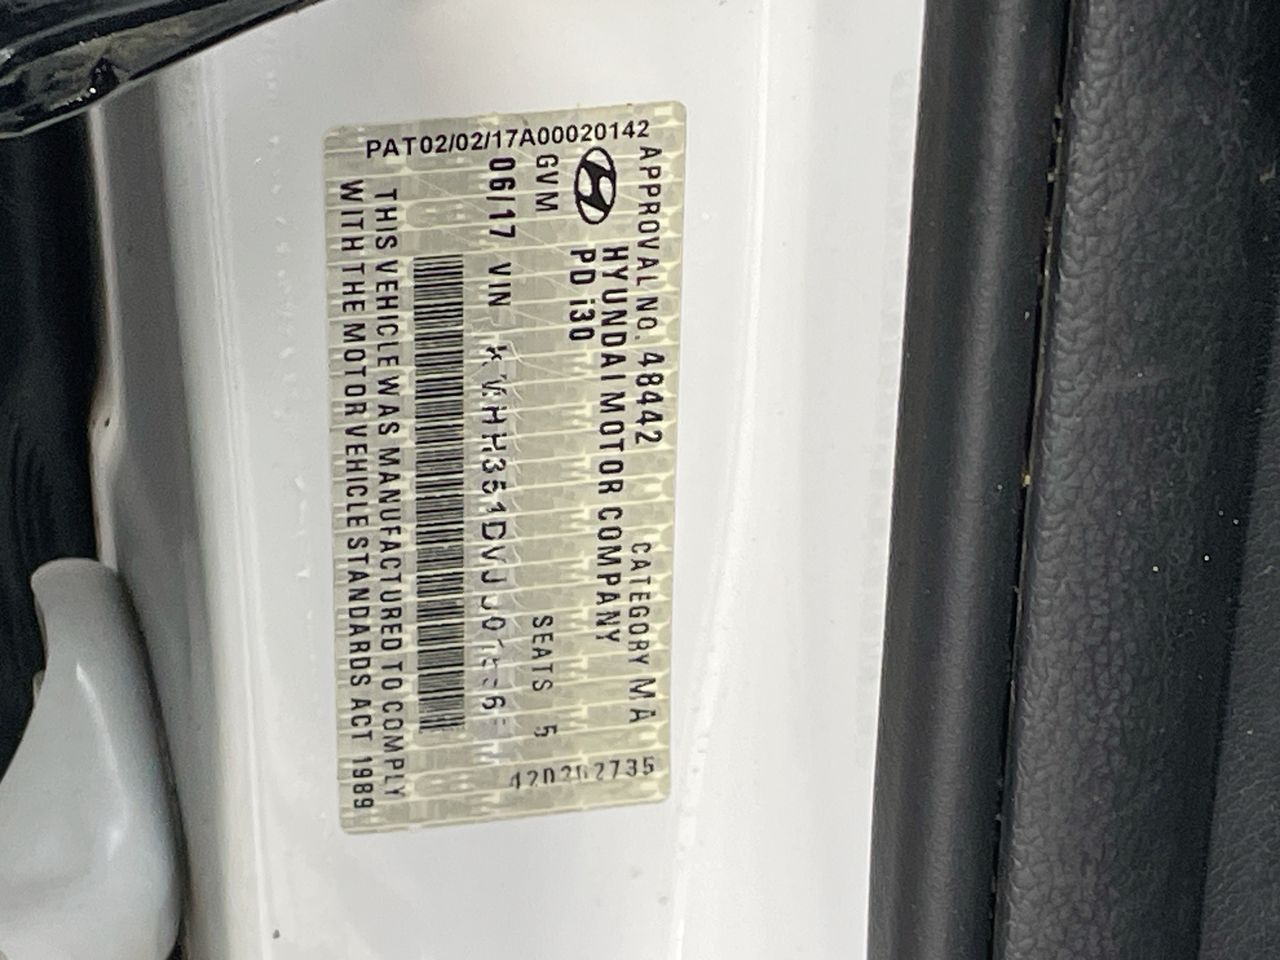 PAT02/02/17A00020142
APPROVAL NO. 48442 CATEGORY MA
HYUNDAI MOTOR COMPANY
PD i30
GVM SEATS 5
06/17 VIN
THIS VEHICLE WAS MANUFACTURED TO COMPLY
WITH THE MOTOR VEHICLE STANDARDS ACT 1989